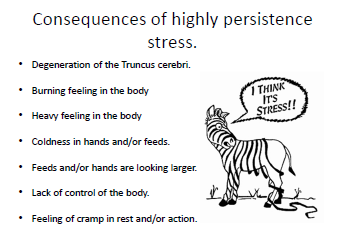 Consequences of highly persistence
stress.
• Degeneration of the Truncus cerebri.
• Burning feeling in the body
• Heavy feeling in the body
• Coldness in hands and/or feeds.
• Feeds and/or hands are looking larger.
• Lack of control of the body.
• Feeling of cramp in rest and/or action.
I THINK
IT'S
STRESS!!